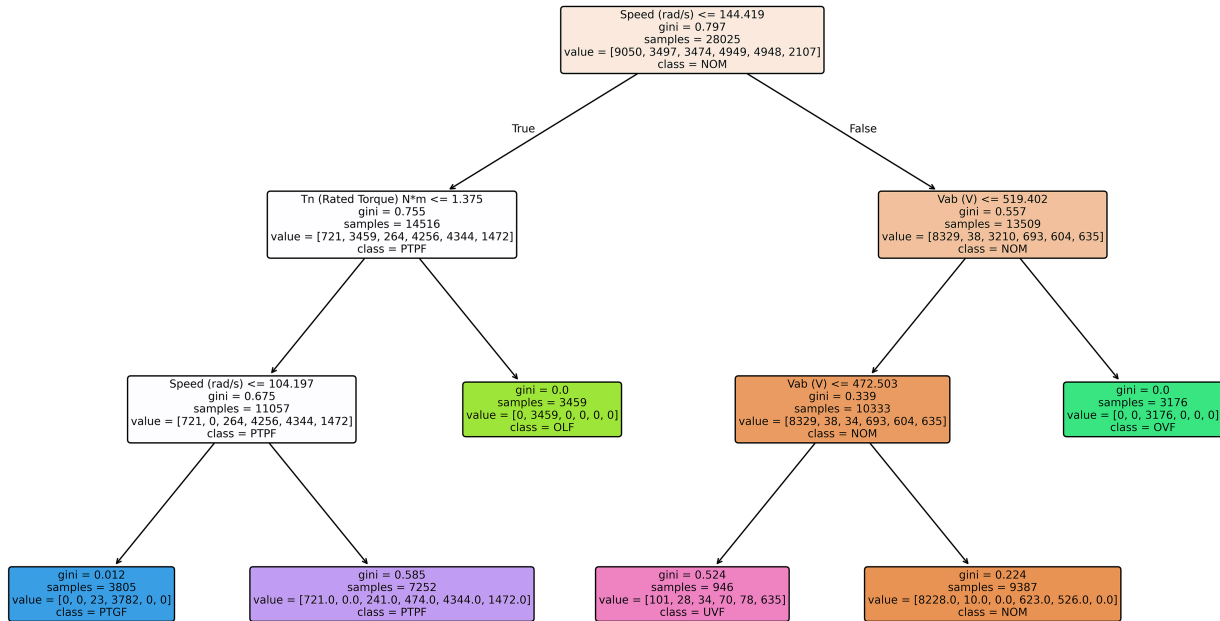 Speed (rad/s) <= 144.419
gini = 0.797
samples = 28025
value = [9050, 3497, 3474, 4949, 4948, 2107]
class = NOM
True
False
Tn (Rated Torque) N*m <= 1.375
gini = 0.755
samples = 14516
value = [721, 3459, 264, 4256, 4344, 1472]
class = PTPF
Vab (V) <= 519.402
gini = 0.557
samples = 13509
value = [8329, 38, 3210, 693, 604, 635]
class = NOM
Speed (rad/s) <= 104.197
gini = 0.675
samples = 11057
value = [721, 0, 264, 4256, 4344, 1472]
class = PTPF
gini = 0.0
samples = 3459
value = [0, 3459, 0, 0, 0, 0]
class = OLF
Vab (V) <= 472.503
gini = 0.339
samples = 10333
value = [8329, 38, 34, 693, 604, 635]
class = NOM
gini = 0.0
samples = 3176
value = [0, 0, 3176, 0, 0, 0]
class = OVF
gini = 0.012
samples = 3805
value = [0, 0, 23, 3782, 0, 0]
class = PTGF
gini = 0.585
samples = 7252
value = [721.0, 0.0, 241.0, 474.0, 4344.0, 1472.0]
class = PTPF
gini = 0.524
samples = 946
value = [101, 28, 34, 70, 78, 635]
class = UVF
gini = 0.224
samples = 9387
value = [8228.0, 10.0, 0.0, 623.0, 526.0, 0.0]
class = NOM